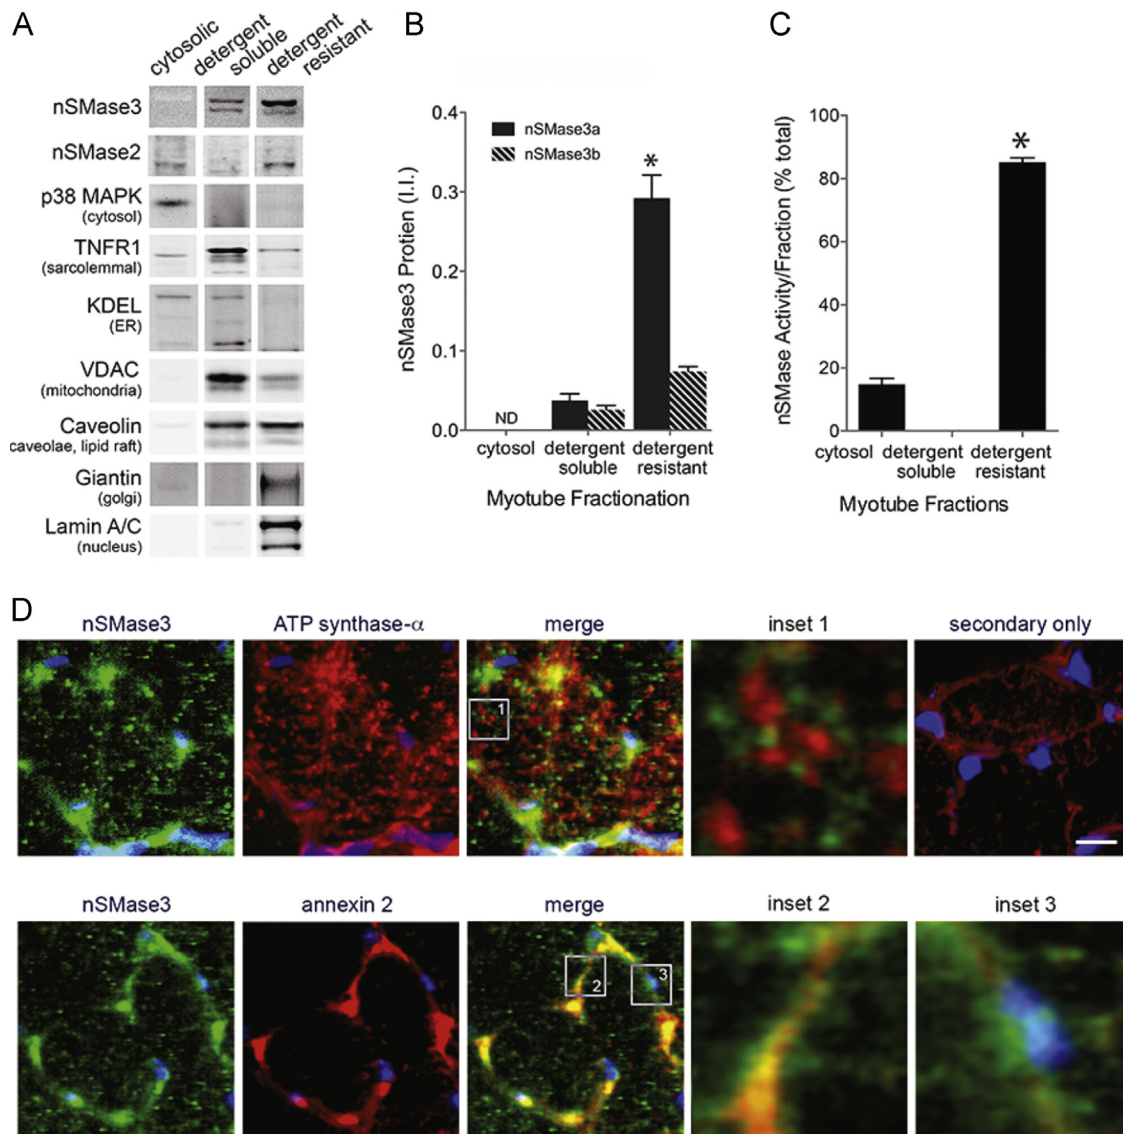 A
cytosolic
detergent soluble
detergent resistant
nSMase3
nSMase2
p38 MAPK
(cytosol)
TNFR1
(sarcolemmal)
KDEL
(ER)
VDAC
(mitochondria)
Caveolin
caveolae, lipid raft)
Giantin
(golgi)
Lamin A/C
(nucleus)
B
nSMase3 Protien (I.I.)
0.4
0.3
0.2
0.1
0.0
nSMase3a
nSMase3b
*
ND
cytosol
detergent soluble
detergent resistant
Myotube Fractionation
C
nSMase Activity/Fraction (% total)
100
80
60
40
20
0
*
cytosol
detergent soluble
detergent resistant
Myotube Fractions
D
nSMase3
ATP synthase-α
merge
inset 1
secondary only
1
nSMase3
annexin 2
merge
inset 2
inset 3
2
3